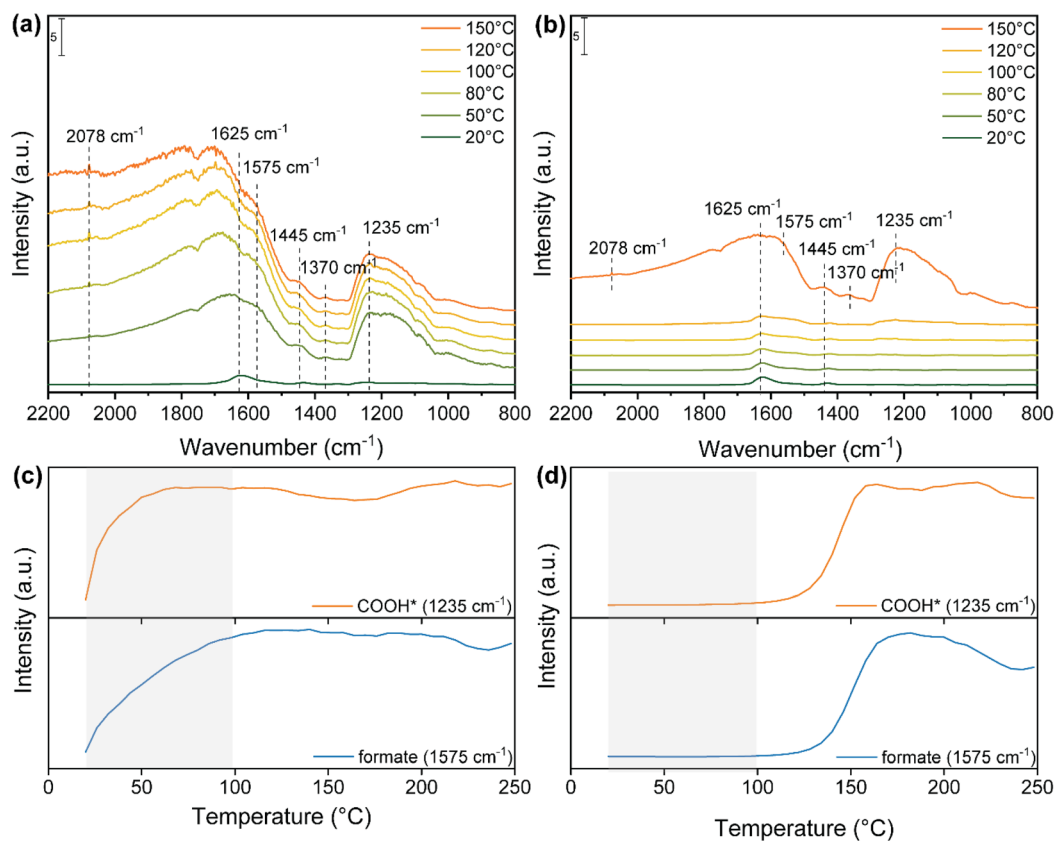 (a)
5
150°C
120°C
100°C
80°C
50°C
20°C
2078 cm⁻¹
1625 cm⁻¹
1575 cm⁻¹
1445 cm⁻¹
1370 cm⁻¹
1235 cm⁻¹
Intensity (a.u.)
2200 2000 1800 1600 1400 1200 1000 800
Wavenumber (cm⁻¹)
(b)
5
150°C
120°C
100°C
80°C
50°C
20°C
2078 cm⁻¹
1625 cm⁻¹
1575 cm⁻¹
1445 cm⁻¹
1370 cm⁻¹
1235 cm⁻¹
Intensity (a.u.)
2200 2000 1800 1600 1400 1200 1000 800
Wavenumber (cm⁻¹)
(c)
COOH* (1235 cm⁻¹)
formate (1575 cm⁻¹)
Intensity (a.u.)
0 50 100 150 200 250
Temperature (°C)
(d)
COOH* (1235 cm⁻¹)
formate (1575 cm⁻¹)
Intensity (a.u.)
0 50 100 150 200 250
Temperature (°C)